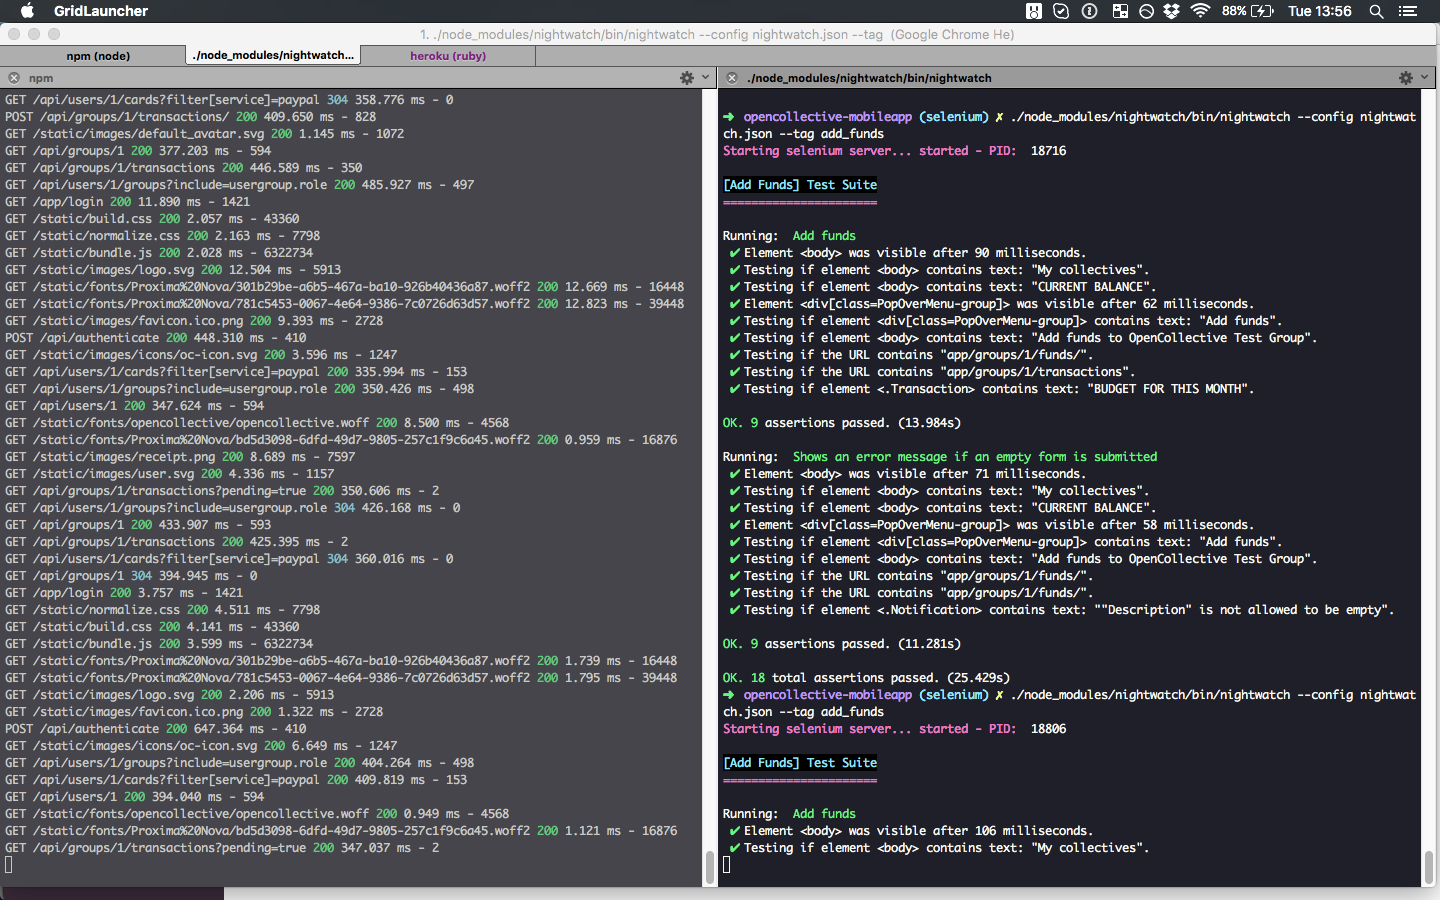 GridLauncher
88%
Tue 13:56
1. ./node_modules/nightwatch/bin/nightwatch --config nightwatch.json --tag (Google Chrome He)
npm (node)
./node_modules/nightwatch...
heroku (ruby)
npm
GET /api/users/1/cards?filter[service]=paypal 304 358.776 ms - 0
POST /api/groups/1/transactions/ 200 409.650 ms - 828
GET /static/images/default_avatar.svg 200 1.145 ms - 1072
GET /api/groups/1 200 377.203 ms - 594
GET /api/groups/1/transactions 200 446.589 ms - 350
GET /api/users/1/groups?include=usergroup.role 200 485.927 ms - 497
GET /app/login 200 11.890 ms - 1421
GET /static/build.css 200 2.057 ms - 43360
GET /static/normalize.css 200 2.163 ms - 7798
GET /static/bundle.js 200 2.028 ms - 6322734
GET /static/images/logo.svg 200 12.504 ms - 5913
GET /static/fonts/Proxima%20Nova/301b29be-a6b5-467a-ba10-926b40436a87.woff2 200 12.669 ms - 16448
GET /static/fonts/Proxima%20Nova/781c5453-0067-4e64-9386-7c0726d63d57.woff2 200 12.823 ms - 39448
GET /static/images/favicon.ico.png 200 9.393 ms - 2728
POST /api/authenticate 200 448.310 ms - 410
GET /static/images/icons/oc-icon.svg 200 3.596 ms - 1247
GET /api/users/1/cards?filter[service]=paypal 200 335.994 ms - 153
GET /api/users/1/groups?include=usergroup.role 200 350.426 ms - 498
GET /api/users/1 200 347.624 ms - 594
GET /static/fonts/opencollective/opencollective.woff 200 8.500 ms - 4568
GET /static/fonts/Proxima%20Nova/bd5d3098-6dfd-49d7-9805-257c1f9c6a45.woff2 200 0.959 ms - 16876
GET /static/images/receipt.png 200 8.689 ms - 7597
GET /static/images/user.svg 200 4.336 ms - 1157
GET /api/groups/1/transactions?pending=true 200 350.606 ms - 2
GET /api/users/1/groups?include=usergroup.role 304 426.168 ms - 0
GET /api/groups/1 200 433.907 ms - 593
GET /api/groups/1/transactions 200 425.395 ms - 2
GET /api/users/1/cards?filter[service]=paypal 304 360.016 ms - 0
GET /api/groups/1 304 394.945 ms - 0
GET /app/login 200 3.757 ms - 1421
GET /static/normalize.css 200 4.511 ms - 7798
GET /static/build.css 200 4.141 ms - 43360
GET /static/bundle.js 200 3.599 ms - 6322734
GET /static/fonts/Proxima%20Nova/301b29be-a6b5-467a-ba10-926b40436a87.woff2 200 1.739 ms - 16448
GET /static/fonts/Proxima%20Nova/781c5453-0067-4e64-9386-7c0726d63d57.woff2 200 1.795 ms - 39448
GET /static/images/logo.svg 200 2.206 ms - 5913
GET /static/images/favicon.ico.png 200 1.322 ms - 2728
POST /api/authenticate 200 647.364 ms - 410
GET /static/images/icons/oc-icon.svg 200 6.649 ms - 1247
GET /api/users/1/groups?include=usergroup.role 200 404.264 ms - 498
GET /api/users/1/cards?filter[service]=paypal 200 409.819 ms - 153
GET /api/users/1 200 394.040 ms - 594
GET /static/fonts/opencollective/opencollective.woff 200 0.949 ms - 4568
GET /static/fonts/Proxima%20Nova/bd5d3098-6dfd-49d7-9805-257c1f9c6a45.woff2 200 1.121 ms - 16876
GET /api/groups/1/transactions?pending=true 200 347.037 ms - 2
./node_modules/nightwatch/bin/nightwatch
➜ opencollective-mobileapp (selenium) ✗ ./node_modules/nightwatch/bin/nightwatch --config nightwat
ch.json --tag add_funds
Starting selenium server... started - PID: 18716
[Add Funds] Test Suite
======================
Running: Add funds
✔ Element <body> was visible after 90 milliseconds.
✔ Testing if element <body> contains text: "My collectives".
✔ Testing if element <body> contains text: "CURRENT BALANCE".
✔ Element <div[class=PopOverMenu-group]> was visible after 62 milliseconds.
✔ Testing if element <div[class=PopOverMenu-group]> contains text: "Add funds".
✔ Testing if element <body> contains text: "Add funds to OpenCollective Test Group".
✔ Testing if the URL contains "app/groups/1/funds/".
✔ Testing if the URL contains "app/groups/1/transactions".
✔ Testing if element <.Transaction> contains text: "BUDGET FOR THIS MONTH".
OK. 9 assertions passed. (13.984s)
Running: Shows an error message if an empty form is submitted
✔ Element <body> was visible after 71 milliseconds.
✔ Testing if element <body> contains text: "My collectives".
✔ Testing if element <body> contains text: "CURRENT BALANCE".
✔ Element <div[class=PopOverMenu-group]> was visible after 58 milliseconds.
✔ Testing if element <div[class=PopOverMenu-group]> contains text: "Add funds".
✔ Testing if element <body> contains text: "Add funds to OpenCollective Test Group".
✔ Testing if the URL contains "app/groups/1/funds/".
✔ Testing if the URL contains "app/groups/1/funds/".
✔ Testing if element <.Notification> contains text: ""Description" is not allowed to be empty".
OK. 9 assertions passed. (11.281s)
OK. 18 total assertions passed. (25.429s)
➜ opencollective-mobileapp (selenium) ✗ ./node_modules/nightwatch/bin/nightwatch --config nightwat
ch.json --tag add_funds
Starting selenium server... started - PID: 18806
[Add Funds] Test Suite
======================
Running: Add funds
✔ Element <body> was visible after 106 milliseconds.
✔ Testing if element <body> contains text: "My collectives".